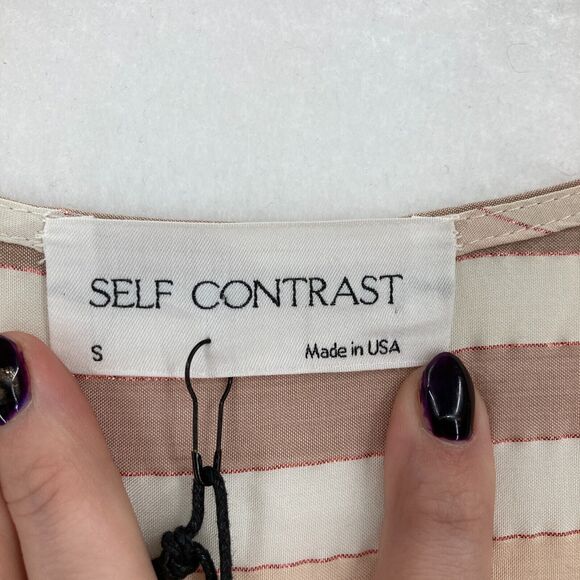 SELF CONTRAST
S Made in USA